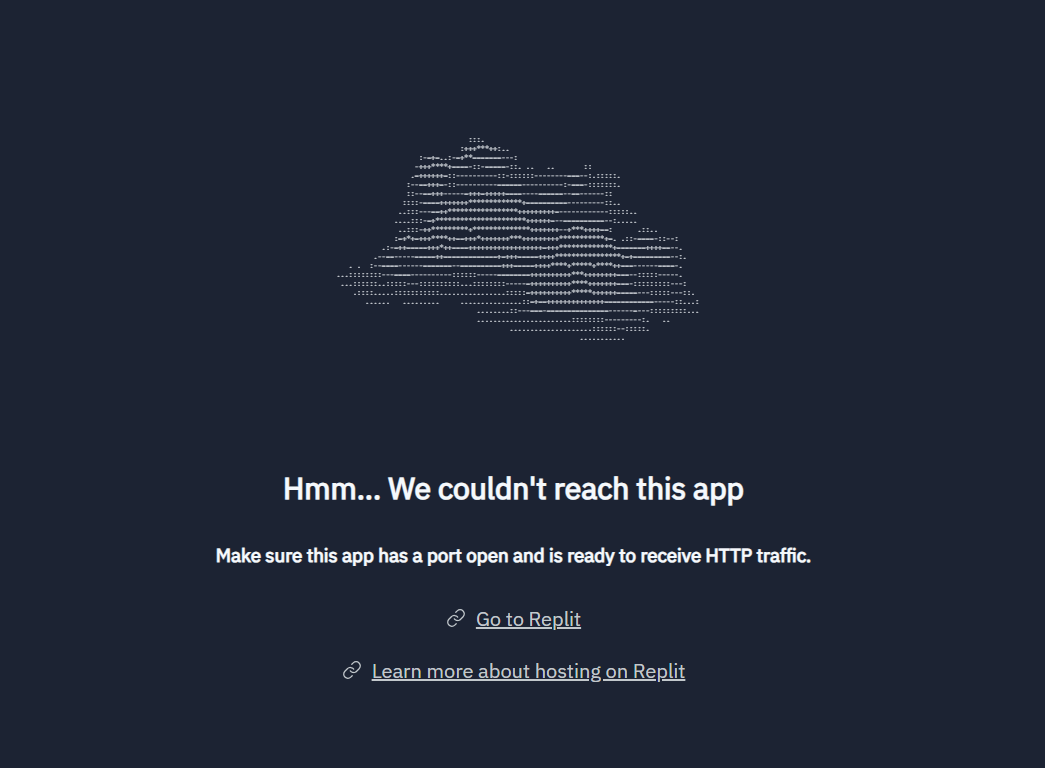 Hmm... We couldn't reach this app
Make sure this app has a port open and is ready to receive HTTP traffic.
Go to Replit
Learn more about hosting on Replit